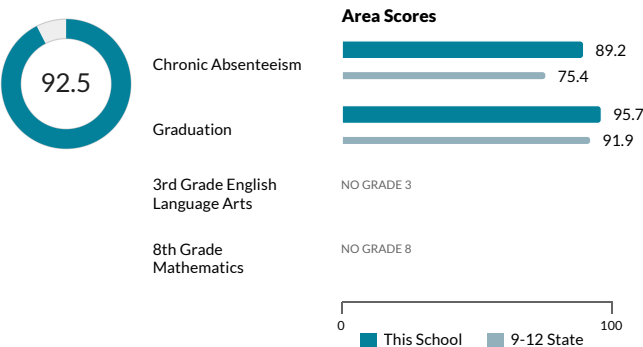 Area Scores
92.5
Chronic Absenteeism
89.2
75.4
Graduation
95.7
91.9
3rd Grade English
Language Arts
NO GRADE 3
8th Grade
Mathematics
NO GRADE 8
0
100
This School
9-12 State